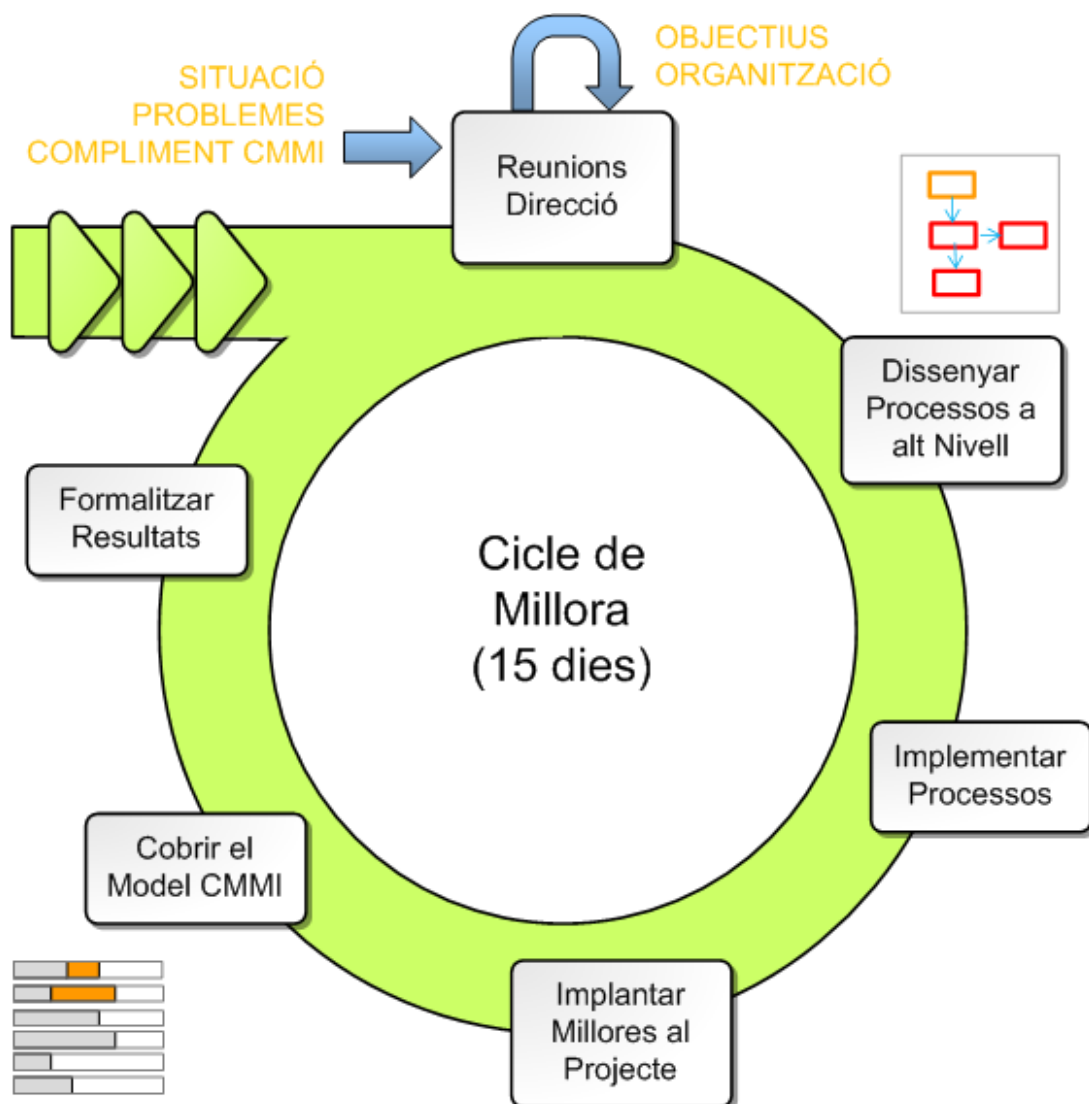 SITUACIÓ
PROBLEMES
COMPLIMENT CMMI
OBJECTIUS
ORGANITZACIÓ
Reunions
Direcció
Dissenyar
Processos a
alt Nivell
Implementar
Processos
Implantar
Millores al
Projecte
Cobrir el
Model CMMI
Formalitzar
Resultats
Cicle de
Millora
(15 dies)